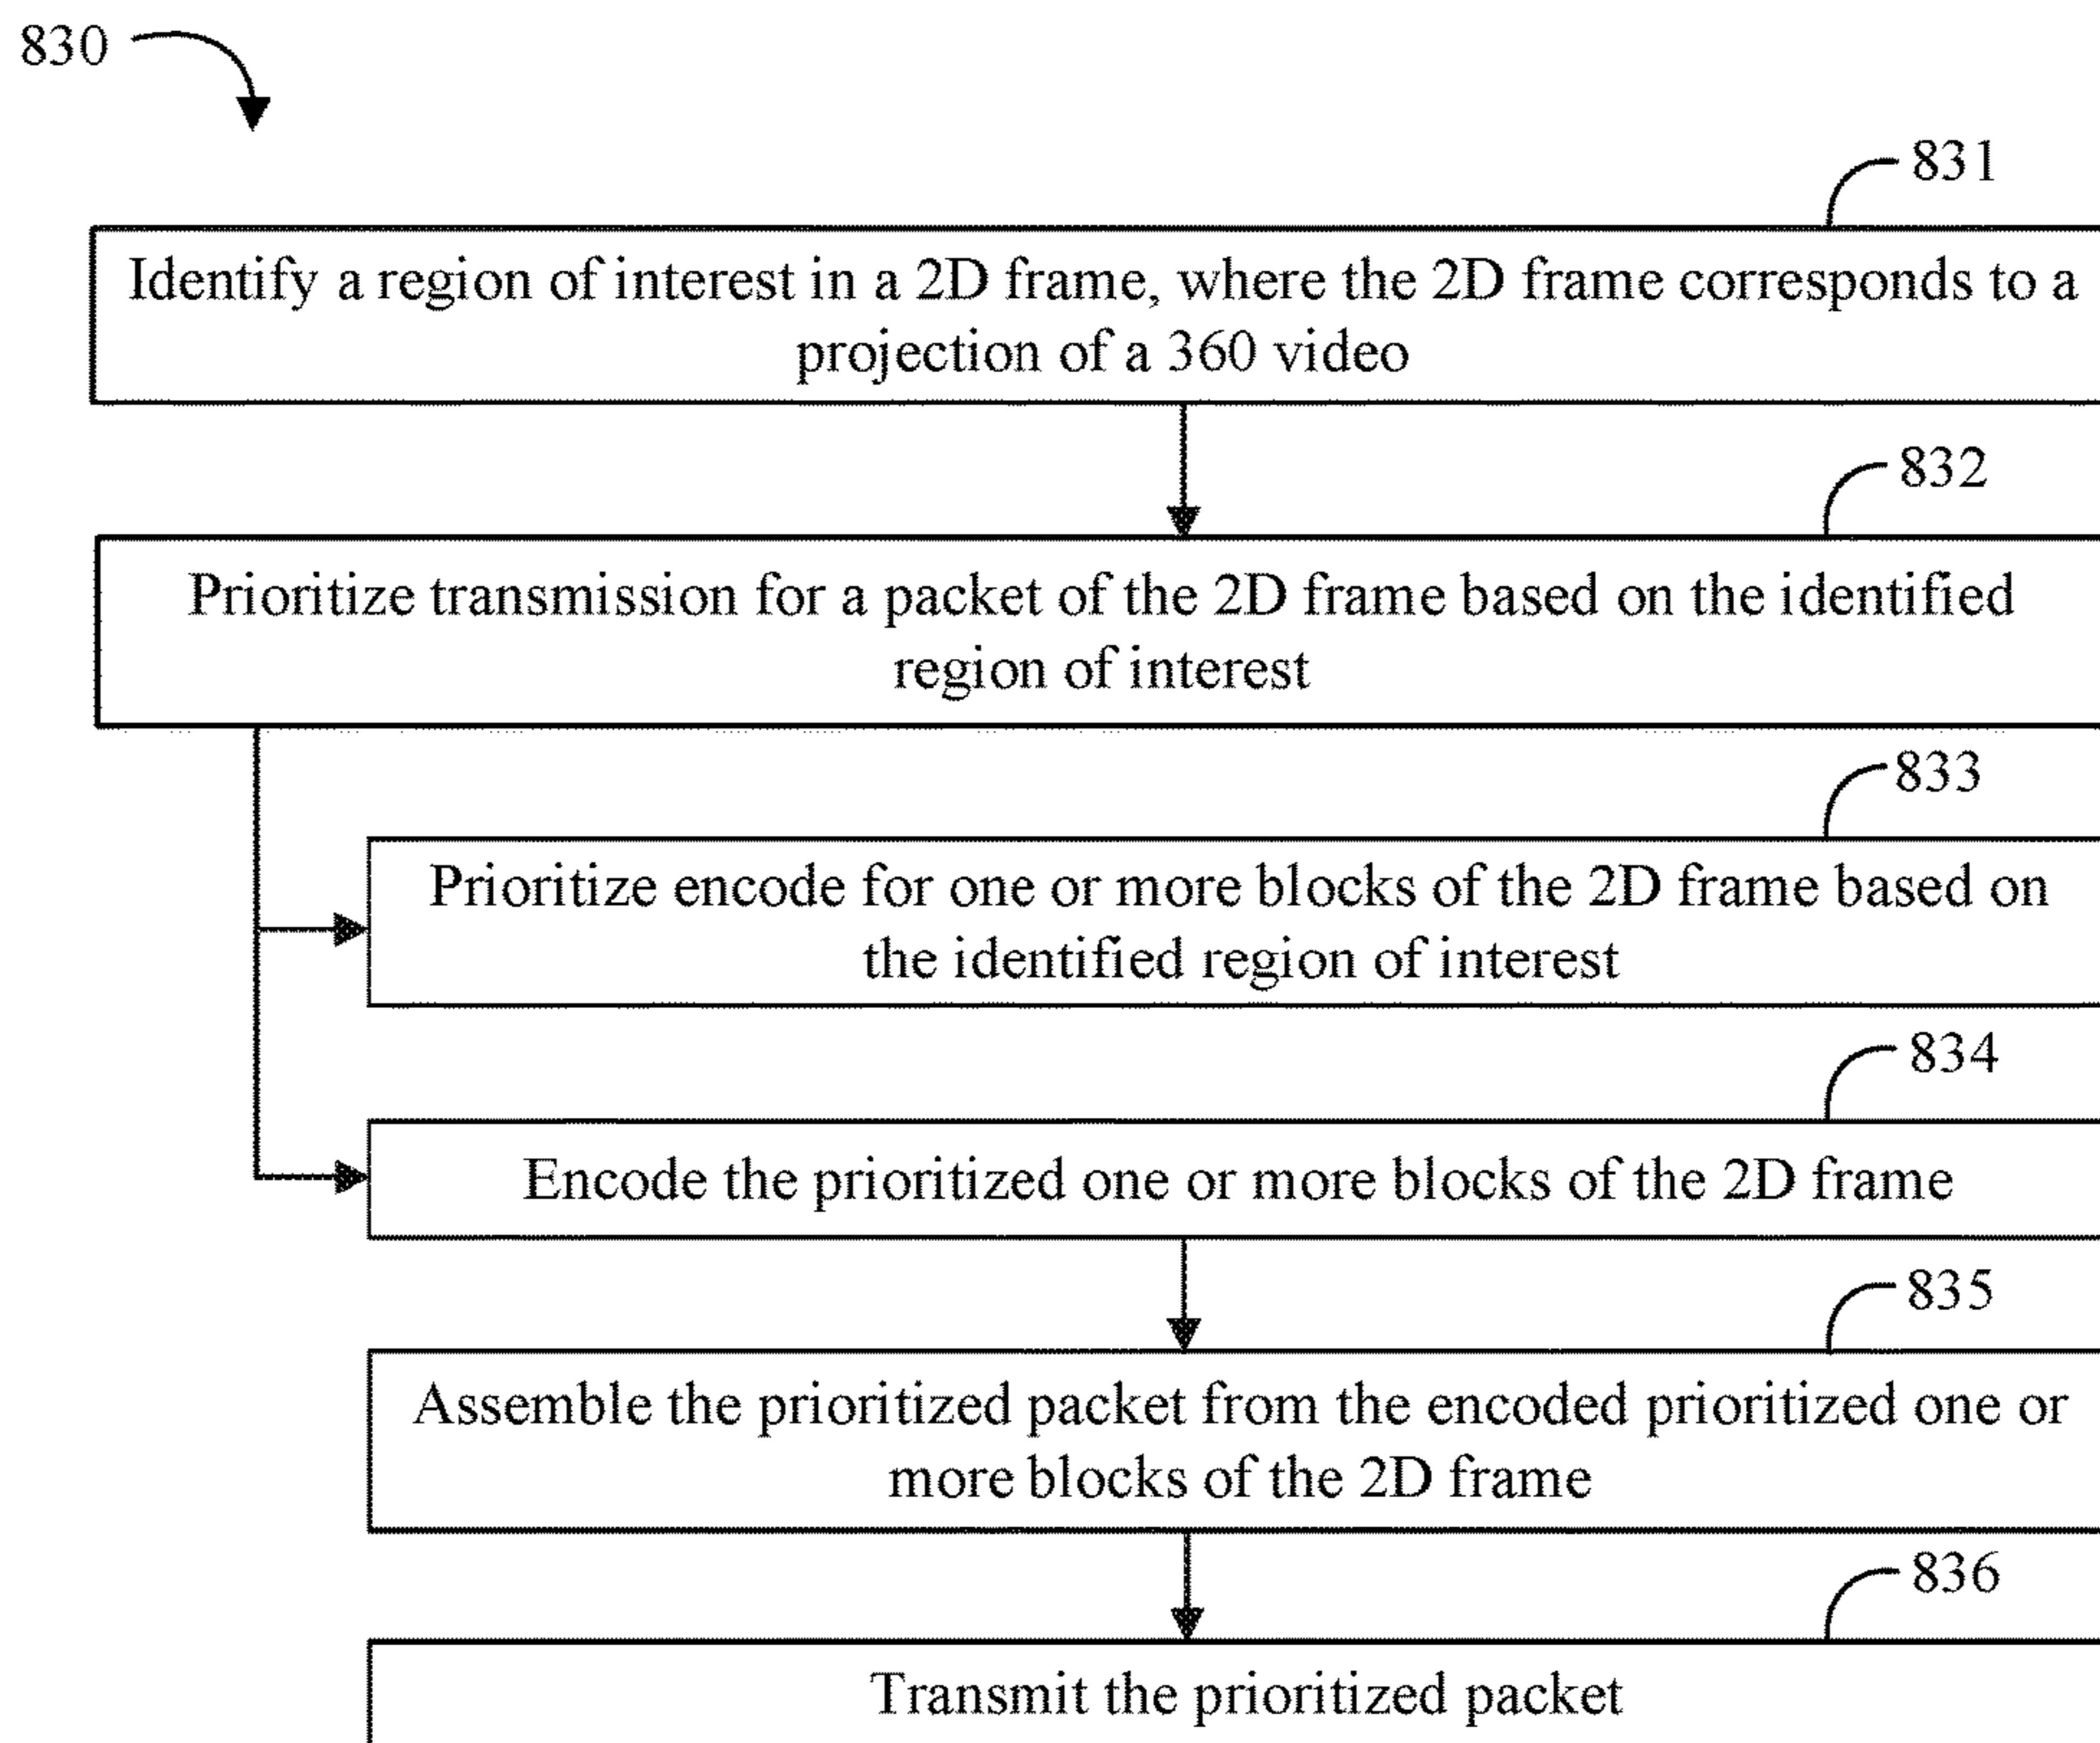 830
831
Identify a region of interest in a 2D frame, where the 2D frame corresponds to a
projection of a 360 video
832
Prioritize transmission for a packet of the 2D frame based on the identified
region of interest
833
Prioritize encode for one or more blocks of the 2D frame based on
the identified region of interest
834
Encode the prioritized one or more blocks of the 2D frame
835
Assemble the prioritized packet from the encoded prioritized one or
more blocks of the 2D frame
836
Transmit the prioritized packet